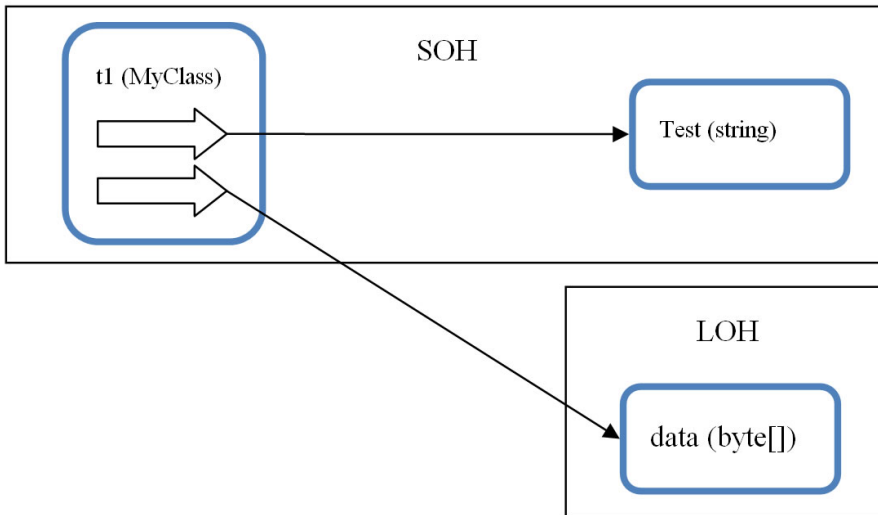 SOH
t1 (MyClass)
Test (string)
LOH
data (byte[])